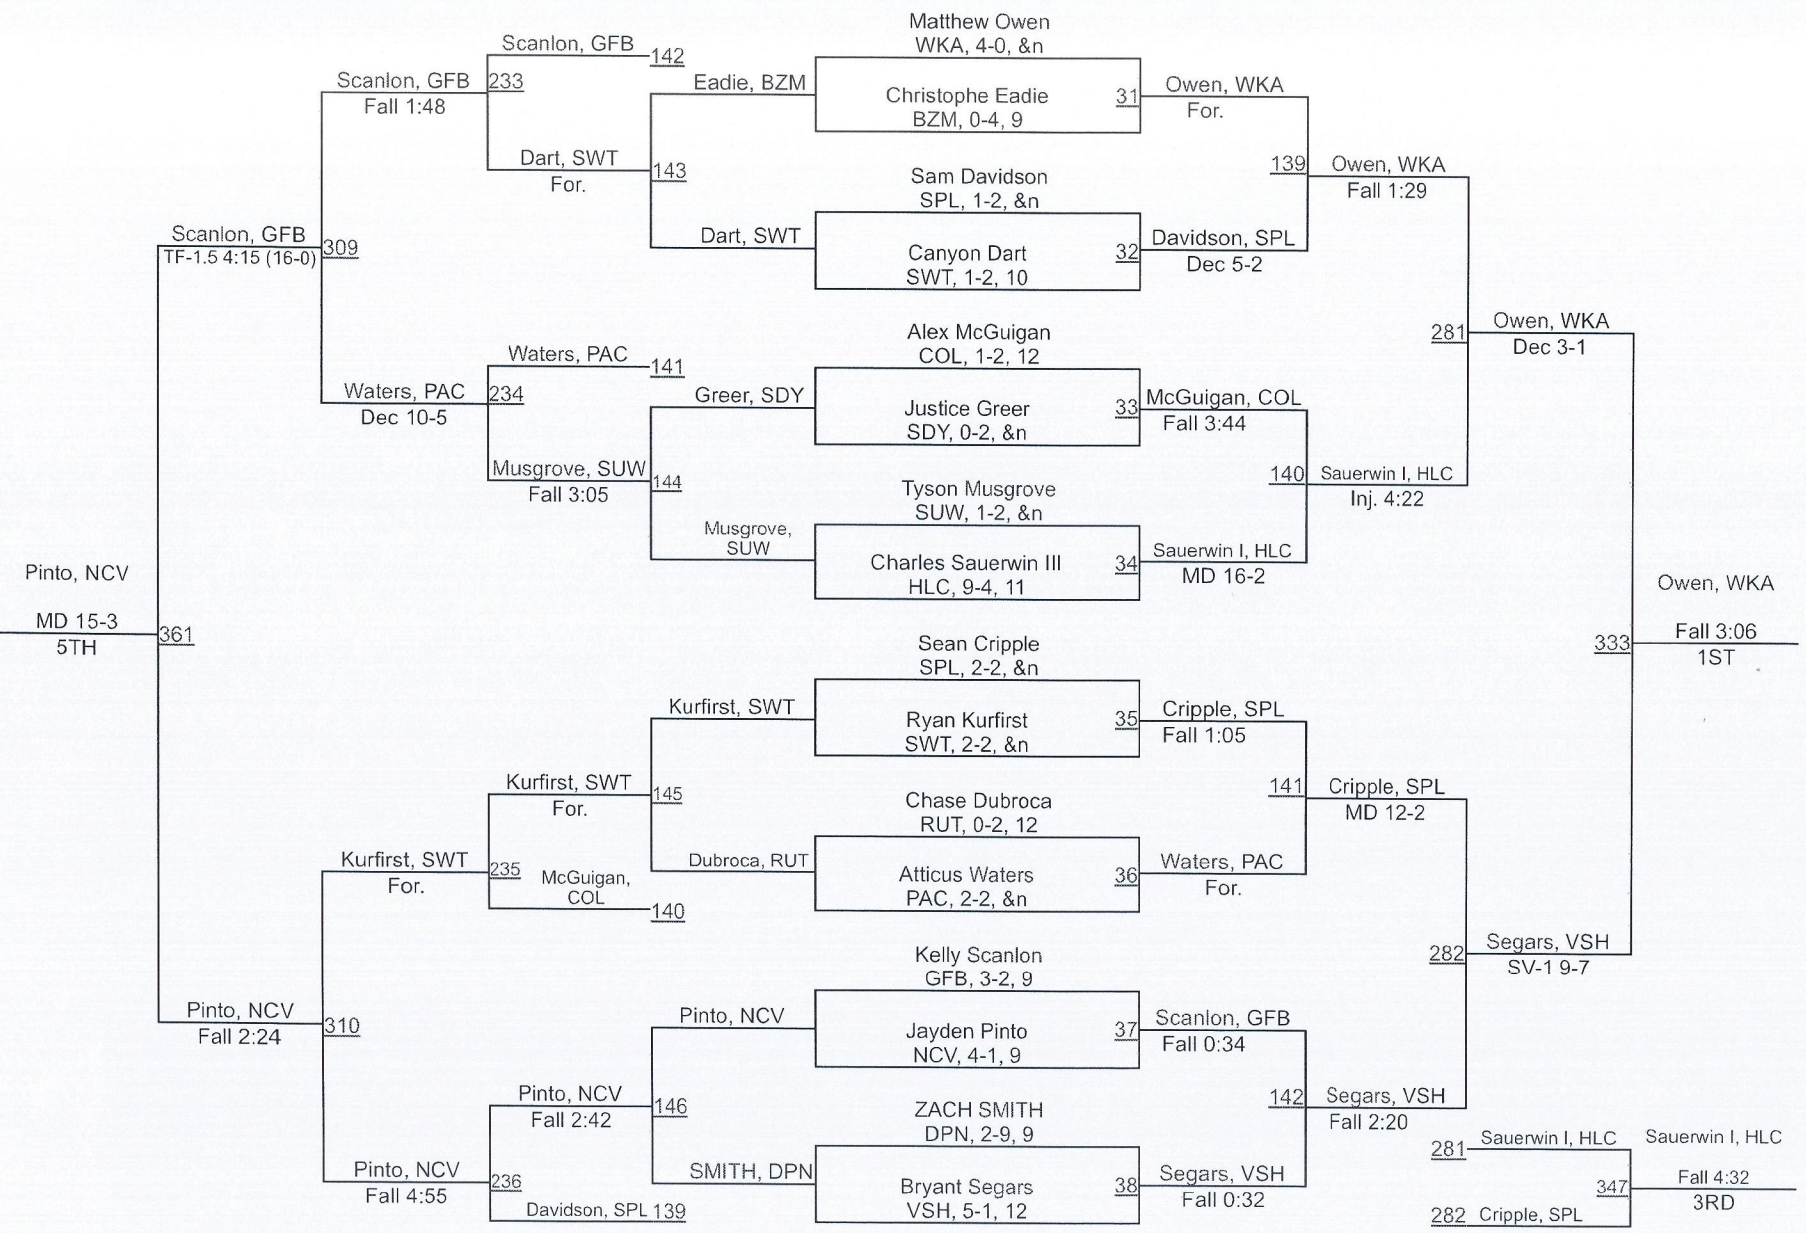 Matthew Owen
WKA, 4-0, &n
Scanlon, GFB
142
Scanlon, GFB
233
Fall 1:48
Eadie, BZM
Christophe Eadie
31
BZM, 0-4, 9
Owen, WKA
For.
Dart, SWT
143
For.
Sam Davidson
SPL, 1-2, &n
139
Owen, WKA
Fall 1:29
Scanlon, GFB
309
TF-1.5 4:15 (16-0)
Dart, SWT
Canyon Dart
32
SWT, 1-2, 10
Davidson, SPL
Dec 5-2
Alex McGuigan
COL, 1-2, 12
281
Owen, WKA
Dec 3-1
Waters, PAC
141
Waters, PAC
234
Dec 10-5
Greer, SDY
Justice Greer
33
SDY, 0-2, &n
McGuigan, COL
Fall 3:44
Musgrove, SUW
144
Fall 3:05
Tyson Musgrove
SUW, 1-2, &n
140
Sauerwin I, HLC
Inj. 4:22
Musgrove,
SUW
Charles Sauerwin III
34
HLC, 9-4, 11
Sauerwin I, HLC
MD 16-2
Pinto, NCV
MD 15-3
361
5TH
Owen, WKA
333
Fall 3:06
1ST
Sean Cripple
SPL, 2-2, &n
Kurfirst, SWT
Ryan Kurfirst
35
SWT, 2-2, &n
Cripple, SPL
Fall 1:05
Kurfirst, SWT
145
For.
Chase Dubroca
RUT, 0-2, 12
141
Cripple, SPL
MD 12-2
Kurfirst, SWT
235
For.
McGuigan,
COL
140
Dubroca, RUT
Atticus Waters
36
PAC, 2-2, &n
Waters, PAC
For.
Kelly Scanlon
GFB, 3-2, 9
282
Segars, VSH
SV-1 9-7
Pinto, NCV
310
Fall 2:24
Pinto, NCV
Jayden Pinto
37
NCV, 4-1, 9
Scanlon, GFB
Fall 0:34
Pinto, NCV
146
Fall 2:42
ZACH SMITH
DPN, 2-9, 9
142
Segars, VSH
Fall 2:20
Pinto, NCV
236
Fall 4:55
Davidson, SPL 139
SMITH, DPN
Bryant Segars
38
VSH, 5-1, 12
Segars, VSH
Fall 0:32
281
Sauerwin I, HLC
Sauerwin I, HLC
347
Fall 4:32
3RD
282 Cripple, SPL